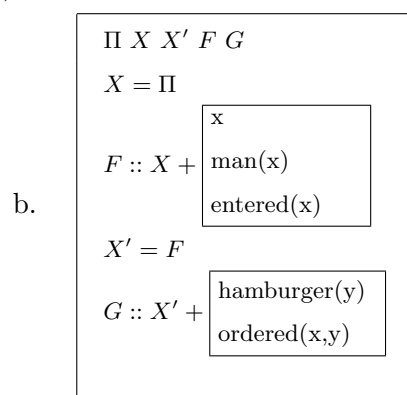 Π X X′ F G
X = Π
x
F :: X + man(x)
entered(x)
b.
X′ = F
hamburger(y)
G :: X′ +
ordered(x,y)